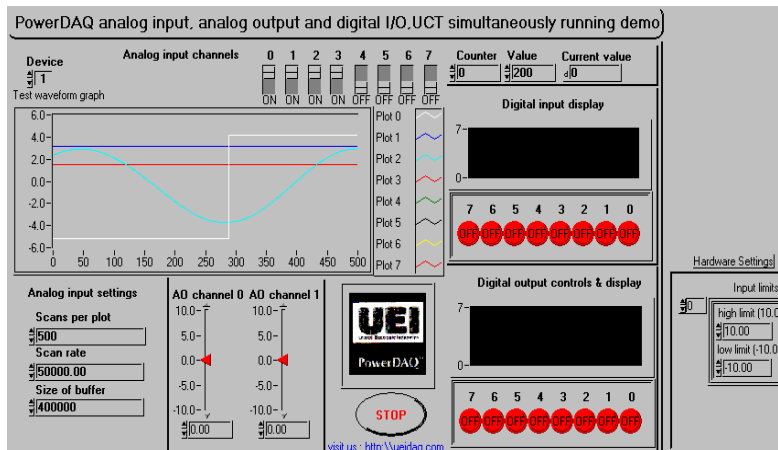 PowerDAQ analog input, analog output and digital I/O,UCT simultaneously running demo
Device
1
Analog input channels
0 1 2 3 4 5 6 7
ON ON ON ON OFF OFF OFF OFF
Counter Value Current value
0 200 d0
Test waveform graph
6.0-
4.0-
2.0-
0.0-
-2.0-
-4.0-
-6.0-
0 50 100 150 200 250 300 350 400 450 500
Plot 0
Plot 1
Plot 2
Plot 3
Plot 4
Plot 5
Plot 6
Plot 7
Digital input display
7-
0-
7 6 5 4 3 2 1 0
OFF OFF OFF OFF OFF OFF OFF OFF
Analog input settings
Scans per plot
500
Scan rate
50000.00
Size of buffer
400000
AO channel 0 AO channel 1
10.0- 10.0-
5.0- 5.0-
0.0- 0.0-
5.0- 5.0-
-10.0- -10.0-
0.00 0.00
UEI
PowerDAQ
STOP
visit us : http://ueidaq.com
Digital output controls & display
7-
0-
7 6 5 4 3 2 1 0
OFF OFF OFF OFF OFF OFF OFF OFF
Hardware Settings
Input limits
0
high limit (10.0
10.00
low limit (-10.0
-10.00